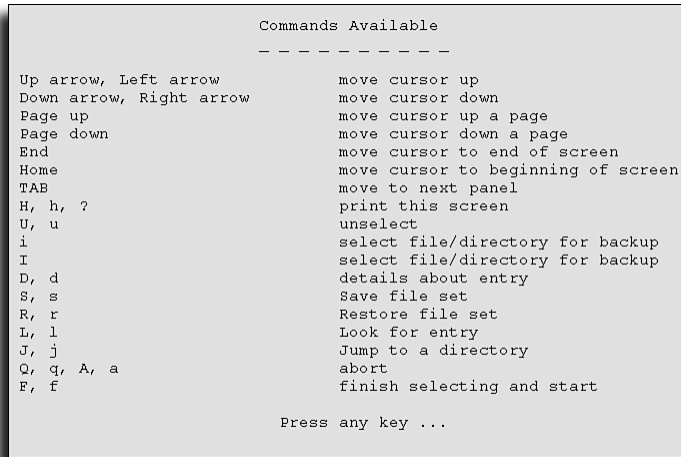 Commands Available
_ _ _ _ _ _ _ _ _ _
Up arrow, Left arrow move cursor up
Down arrow, Right arrow move cursor down
Page up move cursor up a page
Page down move cursor down a page
End move cursor to end of screen
Home move cursor to beginning of screen
TAB move to next panel
H, h, ? print this screen
U, u unselect
i select file/directory for backup
I select file/directory for backup
D, d details about entry
S, s Save file set
R, r Restore file set
L, l Look for entry
J, j Jump to a directory
Q, q, A, a abort
F, f finish selecting and start
Press any key ...